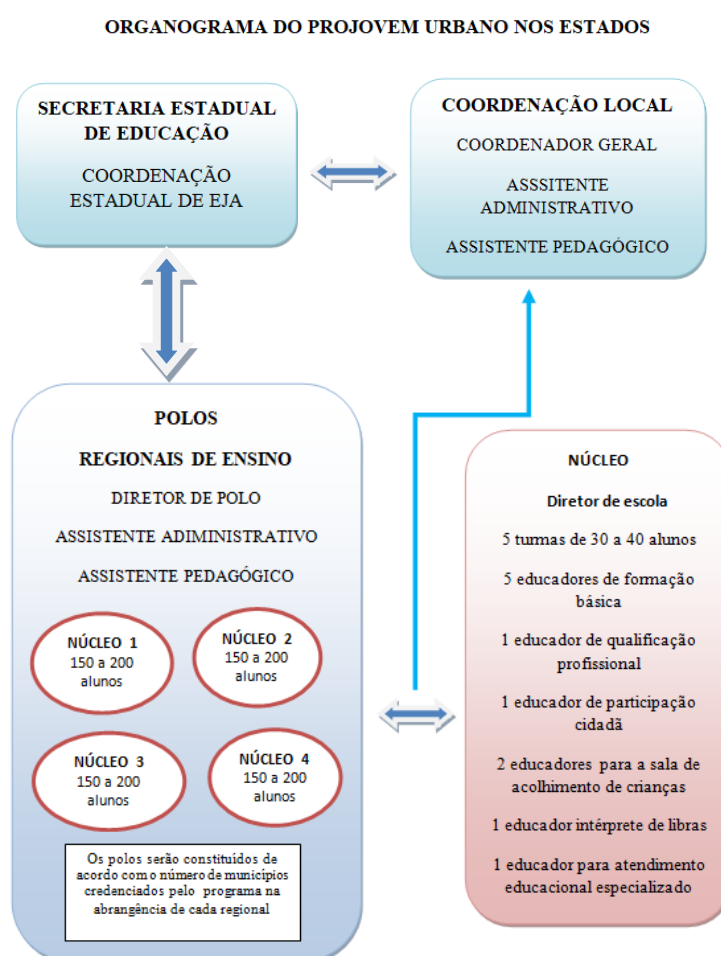 ORGANOGRAMA DO PROJOVEM URBANO NOS ESTADOS
SECRETARIA ESTADUAL
DE EDUCAÇÃO
COORDENAÇÃO
ESTADUAL DE EJA
COORDENAÇÃO LOCAL
COORDENADOR GERAL
ASSSITENTE
ADMINISTRATIVO
ASSISTENTE PEDAGÓGICO
POLOS
REGIONAIS DE ENSINO
DIRETOR DE POLO
ASSISTENTE ADIMINISTRATIVO
ASSISTENTE PEDAGÓGICO
NÚCLEO 1
150 a 200
alunos
NÚCLEO 2
150 a 200
alunos
NÚCLEO 3
150 a 200
alunos
NÚCLEO 4
150 a 200
alunos
Os polos serão constituídos de
acordo com o número de municípios
credenciados pelo programa na
abrangência de cada regional
NÚCLEO
Diretor de escola
5 turmas de 30 a 40 alunos
5 educadores de formação
básica
1 educador de qualificação
profissional
1 educador de participação
cidadã
2 educadores para a sala de
acolhimento de crianças
1 educador intérprete de libras
1 educador para atendimento
educacional especializado